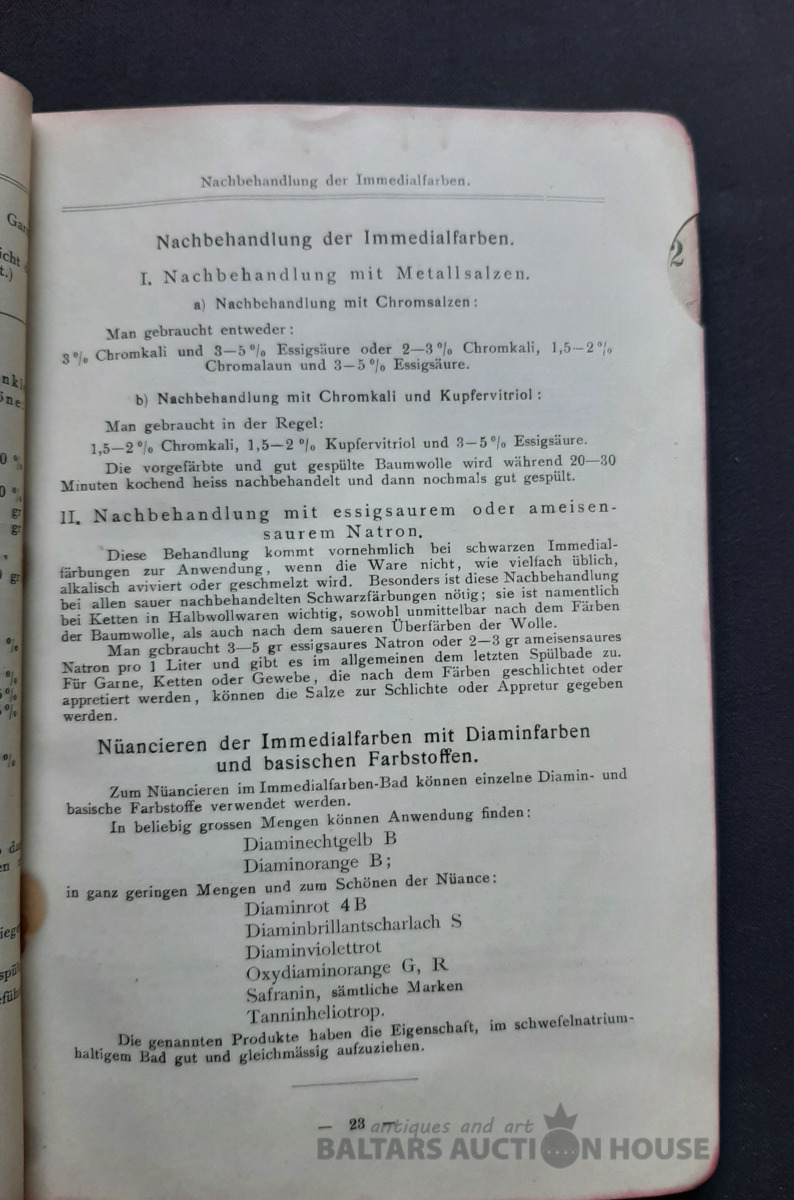 Nachbehandlung der Immedialfarben.
Nachbehandlung der Immedialfarben.
I. Nachbehandlung mit Metallsalzen.
a) Nachbehandlung mit Chromsalzen:
Man gebraucht entweder:
3% Chromkali und 3—5% Essigsäure oder 2—3% Chromkali, 1,5—2%
Chromalaun und 3—5% Essigsäure.
b) Nachbehandlung mit Chromkali und Kupfervitriol:
Man gebraucht in der Regel:
1,5—2% Chromkali, 1,5—2% Kupfervitriol und 3—5% Essigsäure.
Die vorgefärbte und gut gespülte Baumwolle wird während 20—30
Minuten kochend heiss nachbehandelt und dann nochmals gut gespült.
II. Nachbehandlung mit essigsaurem oder ameisen-
saurem Natron.
Diese Behandlung kommt vornehmlich bei schwarzen Immedial-
färbungen zur Anwendung, wenn die Ware nicht, wie vielfach üblich,
alkalisch aviviert oder geschmelzt wird. Besonders ist diese Nachbehandlung
bei allen sauer nachbehandelten Schwarzfärbungen nötig; sie ist namentlich
bei Ketten in Halbwollwaren wichtig, sowohl unmittelbar nach dem Färben
der Baumwolle, als auch nach dem saueren Überfärben der Wolle.
Man gebraucht 3—5 gr essigsaures Natron oder 2—3 gr ameisensaures
Natron pro 1 Liter und gibt es im allgemeinen dem letzten Spülbade zu.
Für Garne, Ketten oder Gewebe, die nach dem Färben geschlichtet oder
appretiert werden, können die Salze zur Schlichte oder Appretur gegeben
werden.
Nüancieren der Immedialfarben mit Diaminfarben
und basischen Farbstoffen.
Zum Nüancieren im Immedialfarben-Bad können einzelne Diamin- und
basische Farbstoffe verwendet werden.
In beliebig grossen Mengen können Anwendung finden:
Diaminechtgelb B
Diaminorange B;
in ganz geringen Mengen und zum Schönen der Nüance:
Diaminrot 4 B
Diaminbrillantscharlach S
Diaminviolettrot
Oxydiaminorange G, R
Safranin, sämtliche Marken
Tanninheliotrop.
Die genannten Produkte haben die Eigenschaft, im schwefelnatrium-
haltigem Bad gut und gleichmässig aufzuziehen.
— 23 —
2
antiques and art
BALTARS AUCTION HOUSE